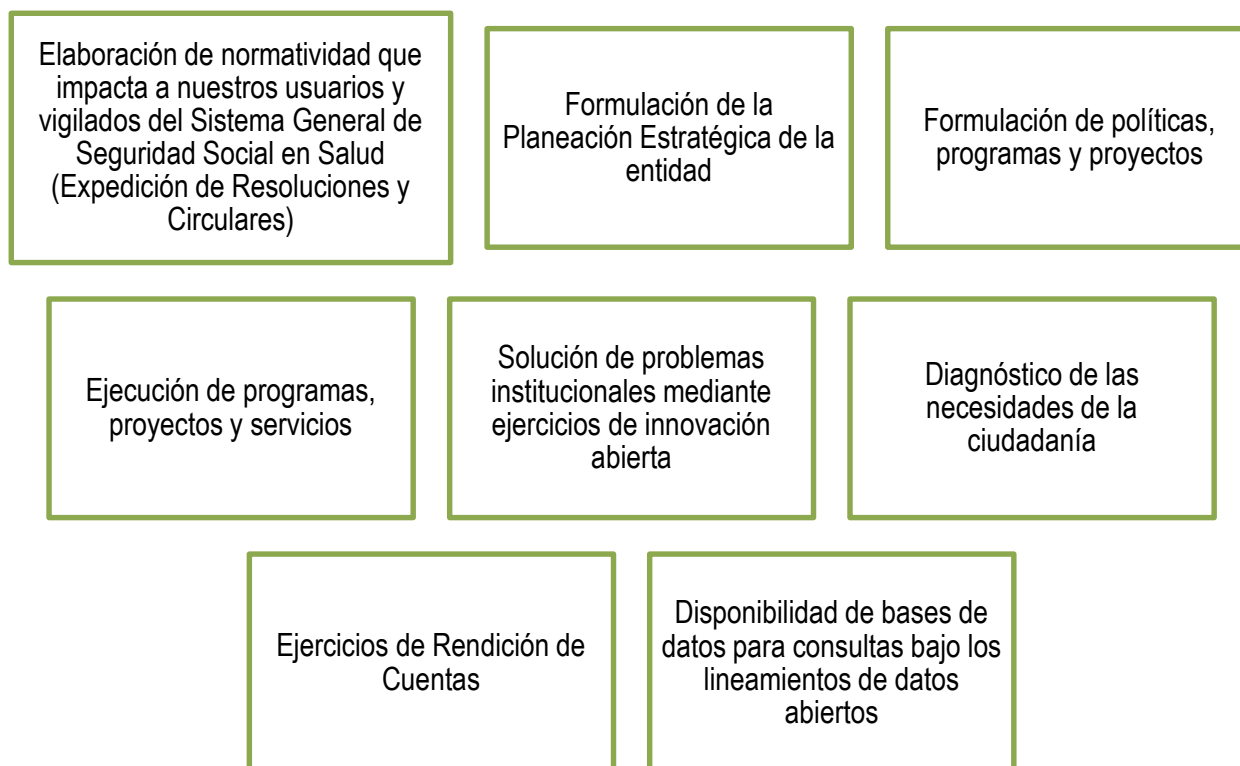 Elaboración de normatividad que
impacta a nuestros usuarios y
vigilados del Sistema General de
Seguridad Social en Salud
(Expedición de Resoluciones y
Circulares)
Formulación de la
Planeación Estratégica de la
entidad
Formulación de políticas,
programas y proyectos
Ejecución de programas,
proyectos y servicios
Solución de problemas
institucionales mediante
ejercicios de innovación
abierta
Diagnóstico de las
necesidades de la
ciudadanía
Ejercicios de Rendición de
Cuentas
Disponibilidad de bases de
datos para consultas bajo los
lineamientos de datos
abiertos